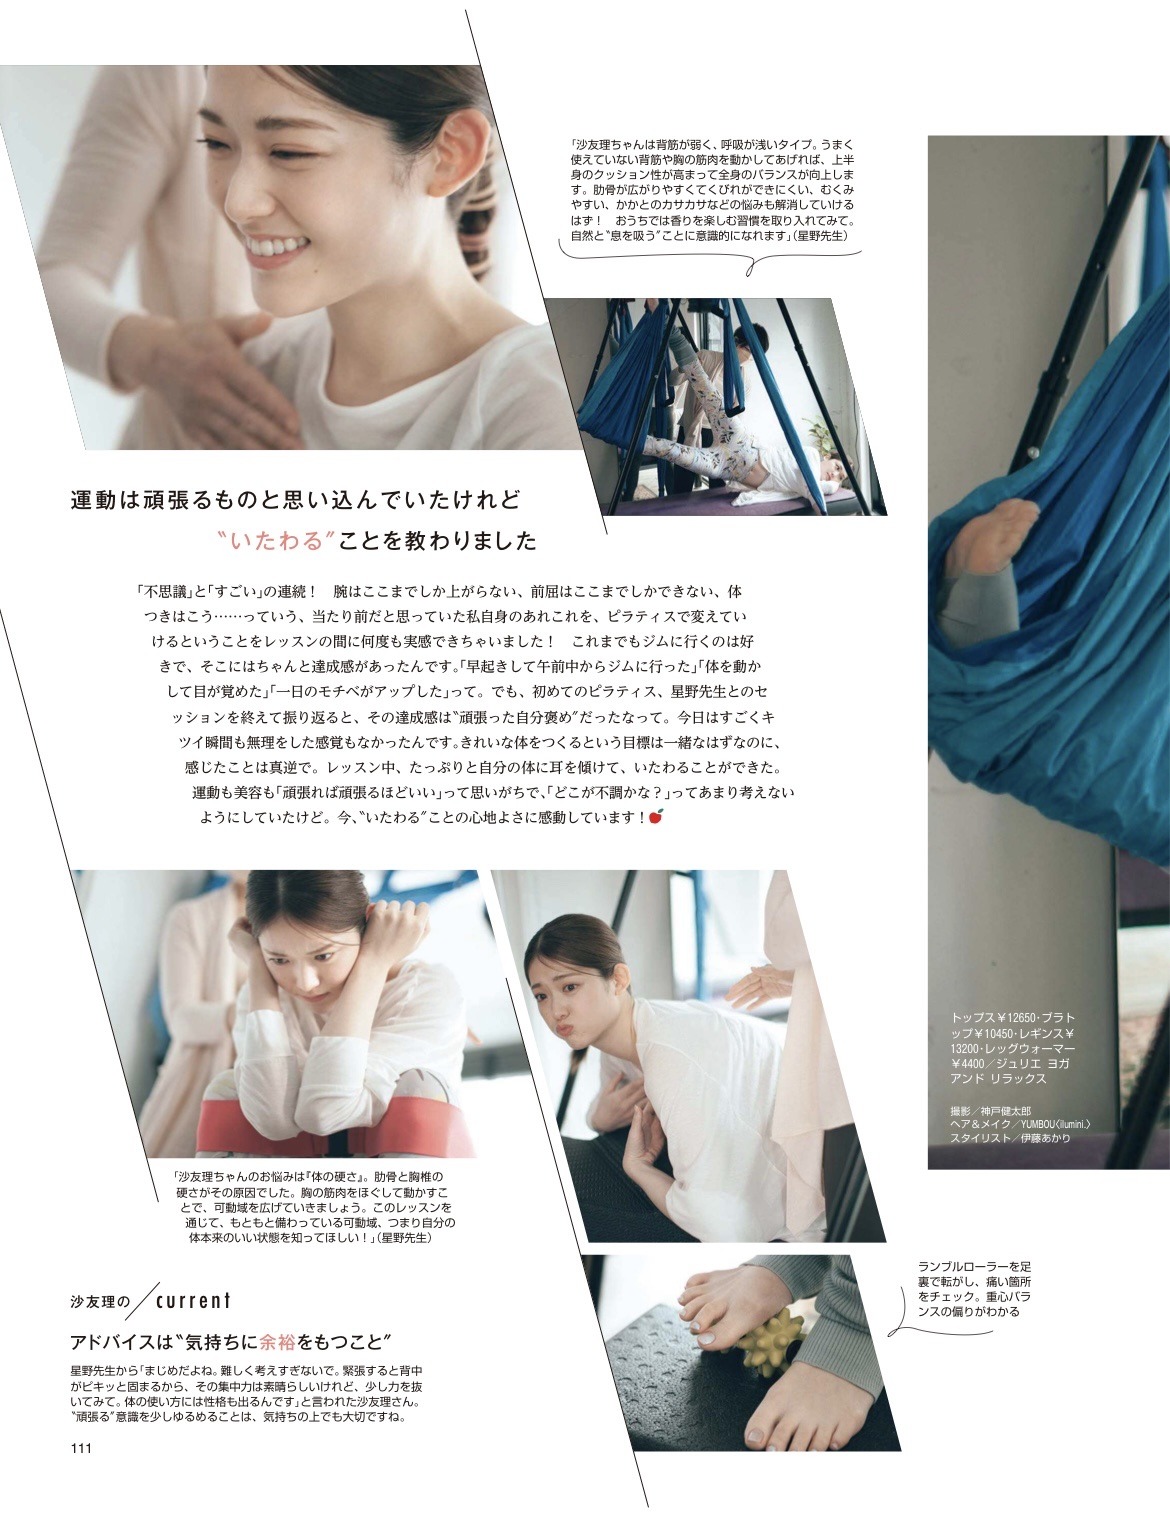 「沙友理ちゃんは背筋が弱く、呼吸が浅いタイプ。うまく
使えていない背筋や胸の筋肉を動かしてあげれば、上半
身のクッション性が高まって全身のバランスが向上しま
す。肋骨が広がりやすくてくびれができにくい、むくみ
やすい、かかとのカサカサなどの悩みも解消していける
はず!　おうちでは香りを楽しむ習慣を取り入れてみて。
自然と“息を吸う”ことに意識的になれます」(星野先生)
運動は頑張るものと思い込んでいたけれど
“いたわる”ことを教わりました
「不思議」と「すごい」の連続!　腕はここまでしか上がらない、前屈はここまでしかできない、体
つきはこう……っていう、当たり前だと思っていた私自身のあれこれを、ピラティスで変えてい
けるということをレッスンの間に何度も実感できちゃいました!　これまでもジムに行くのは好
きで、そこにはちゃんと達成感があったんです。「早起きして午前中からジムに行った」「体を動か
して目が覚めた」「一日のモチベがアップした」って。でも、初めてのピラティス、星野先生とのセ
ッションを終えて振り返ると、その達成感は“頑張った自分褒め”だったなって。今日はすごくキ
ツイ瞬間も無理をした感覚もなかったんです。きれいな体をつくるという目標は一緒なはずなのに、
感じたことは真逆で。レッスン中、たっぷりと自分の体に耳を傾けて、いたわることができた。
運動も美容も「頑張れば頑張るほどいい」って思いがちで、「どこが不調かな?」ってあまり考えない
ようにしていたけど。今、“いたわる”ことの心地よさに感動しています!
トップス¥12650・ブラト
ップ¥10450・レギンス¥
13200・レッグウォーマー
¥4400/ジュリエ ヨガ
アンド リラックス
撮影/神戸健太郎
ヘア&メイク/YUMBOU〈ilumini.〉
スタイリスト/伊藤あかり
「沙友理ちゃんのお悩みは『体の硬さ』。肋骨と胸椎の
硬さがその原因でした。胸の筋肉をほぐして動かすこ
とで、可動域を広げていきましょう。このレッスンを
通じて、もともと備わっている可動域、つまり自分の
体本来のいい状態を知ってほしい!」(星野先生)
ランブルローラーを足
裏で転がし、痛い箇所
をチェック。重心バラ
ンスの偏りがわかる
沙友理の/current
アドバイスは“気持ちに余裕をもつこと”
星野先生から「まじめだよね。難しく考えすぎないで。緊張すると背中
がピキッと固まるから、その集中力は素晴らしいけれど、少し力を抜
いてみて。体の使い方には性格も出るんです」と言われた沙友理さん。
“頑張る”意識を少しゆるめることは、気持ちの上でも大切ですね。
111